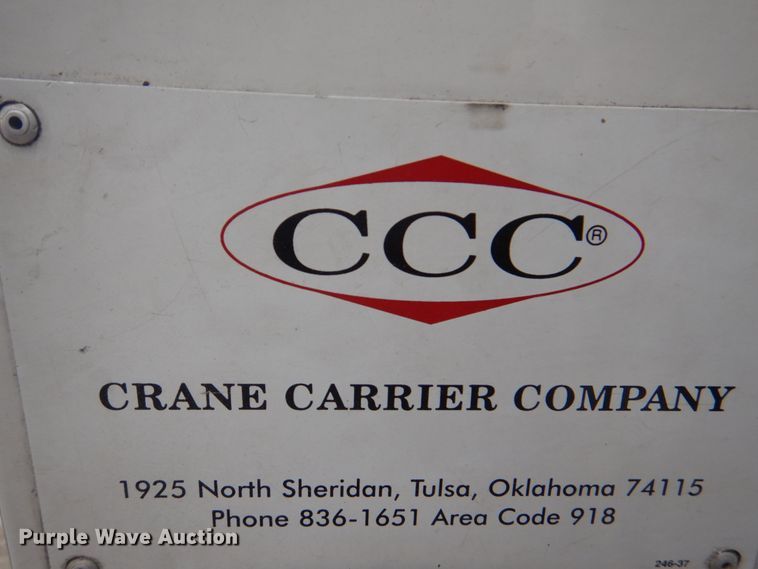 CCC®
CRANE CARRIER COMPANY
1925 North Sheridan, Tulsa, Oklahoma 74115
Phone 836-1651 Area Code 918
246-37
Purple Wave Auction